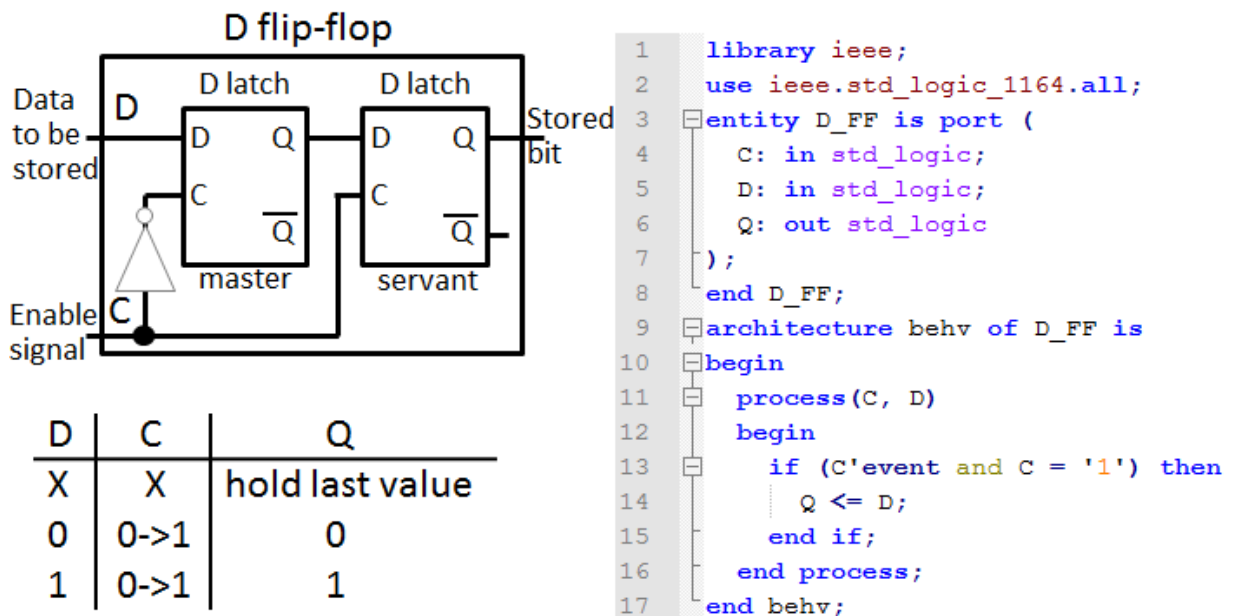 D flip-flop
D latch D latch
Data
to be
stored
D
D Q D Q
Stored
bit
C C
Q Q
master servant
Enable
signal
C
D C Q
X X hold last value
0 0->1 0
1 0->1 1
1 library ieee;
2 use ieee.std_logic_1164.all;
3 entity D_FF is port (
4 C: in std_logic;
5 D: in std_logic;
6 Q: out std_logic
7 );
8 end D_FF;
9 architecture behv of D_FF is
10 begin
11 process(C, D)
12 begin
13 if (C'event and C = '1') then
14 Q <= D;
15 end if;
16 end process;
17 end behv;